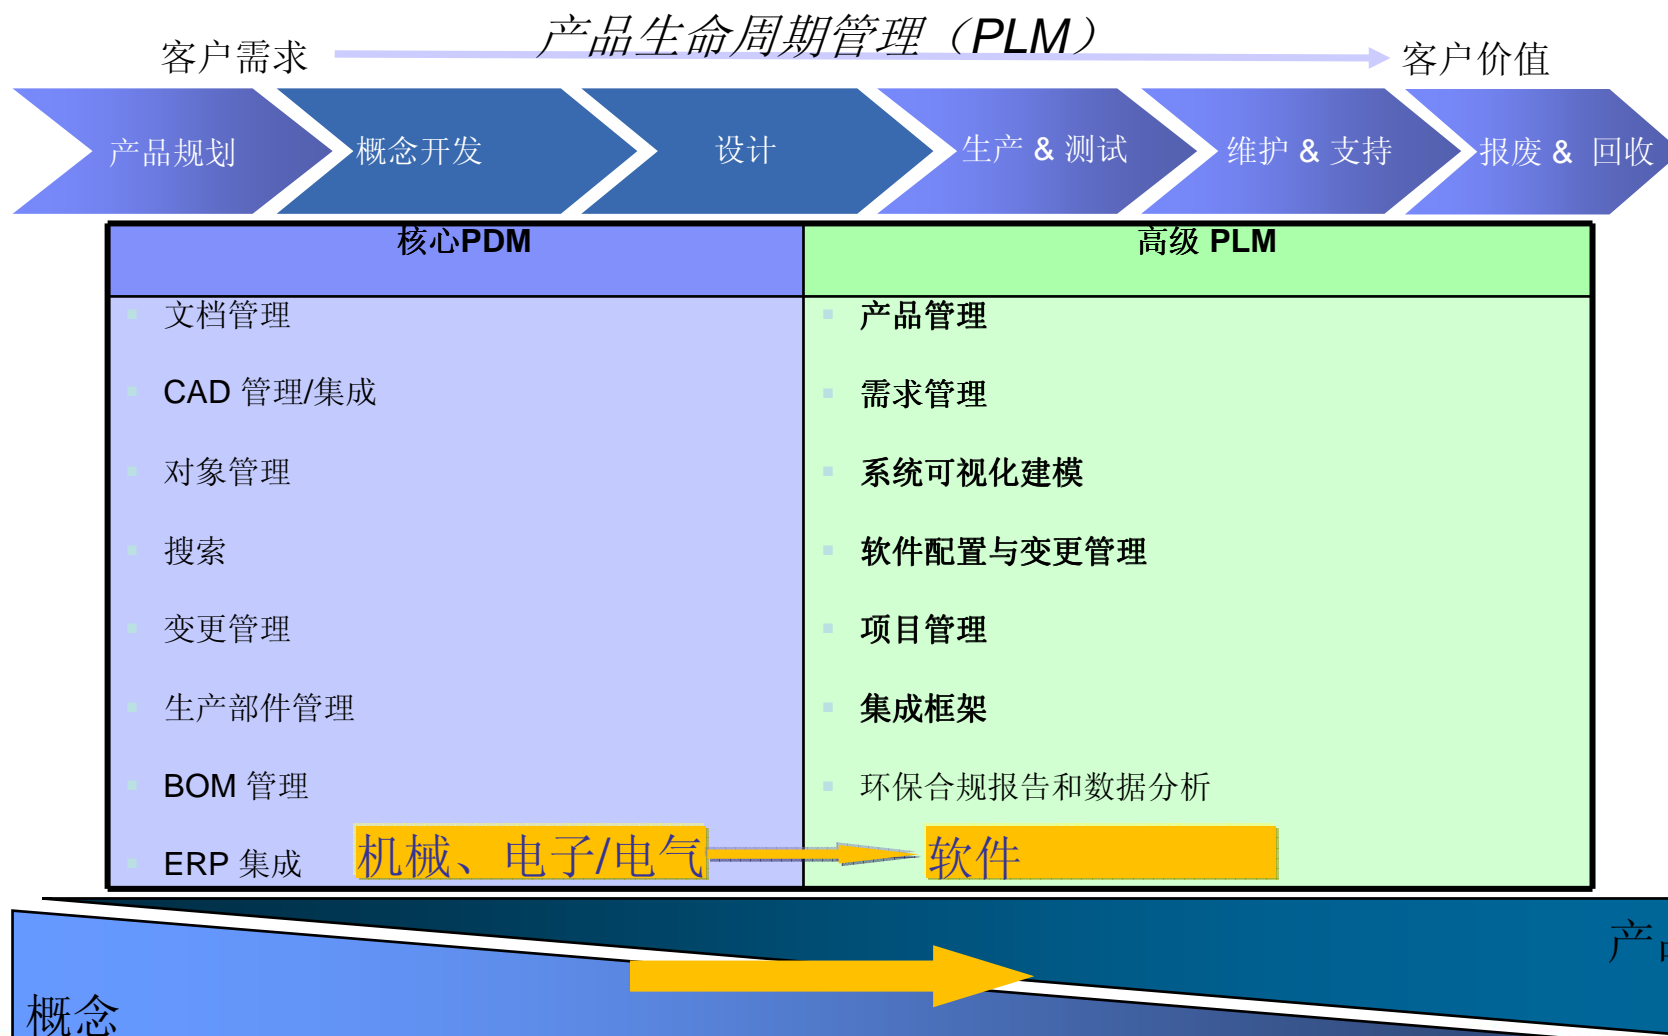 产品生命周期管理（PLM）
客户需求
客户价值
产品规划
概念开发
设计
生产 & 测试
维护 & 支持
报废 & 回收
核心PDM
高级 PLM
文档管理
CAD 管理/集成
对象管理
搜索
变更管理
生产部件管理
BOM 管理
ERP 集成
产品管理
需求管理
系统可视化建模
软件配置与变更管理
项目管理
集成框架
环保合规报告和数据分析
机械、电子/电气
软件
产
概念